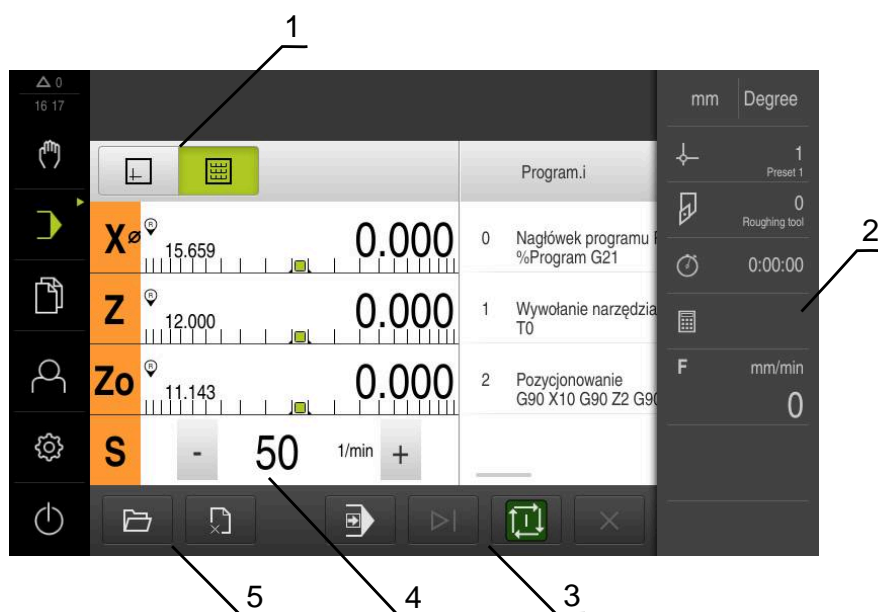 1
0
16 17
mm Degree
1
Preset 1
Program.i
0
Roughing tool
2
X ø R 15.659 0.000
0 Nagłówek programu
%Program G21
0:00:00
Z R 12.000 0.000
1 Wywołanie narzędzia
T0
Zo R 11.143 0.000
2 Pozycjonowanie
G90 X10 G90 Z2 G90
F mm/min
0
S - 50 1/min +
5
4
3